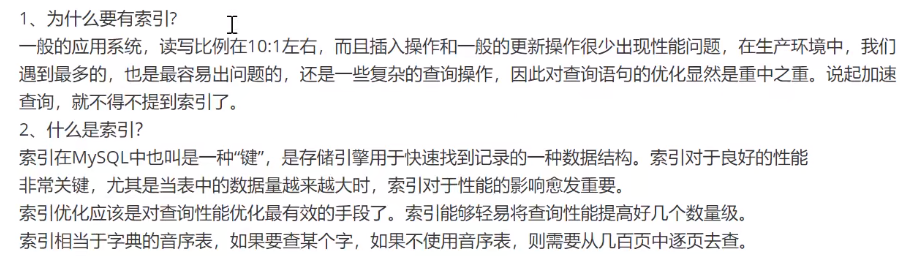 1、为什么要有索引?
一般的应用系统，读写比例在10:1左右，而且插入操作和一般的更新操作很少出现性能问题，在生产环境中，我们
遇到最多的，也是最容易出问题的，还是一些复杂的查询操作，因此对查询语句的优化显然是重中之重。说起加速
查询，就不得不提到索引了。
2、什么是索引?
索引在MySQL中也叫是一种“键”，是存储引擎用于快速找到记录的一种数据结构。索引对于良好的性能
非常关键，尤其是当表中的数据量越来越大时，索引对于性能的影响愈发重要。
索引优化应该是对查询性能优化最有效的手段了。索引能够轻易将查询性能提高好几个数量级。
索引相当于字典的音序表，如果要查某个字，如果不使用音序表，则需要从几百页中逐页去查。